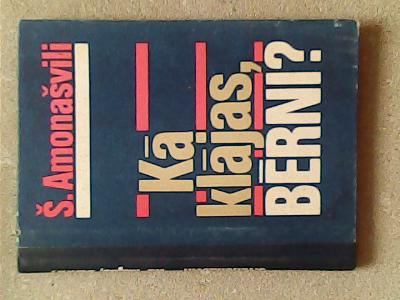 Š. Amonašvili
Kā
klājas,
BĒRNI?